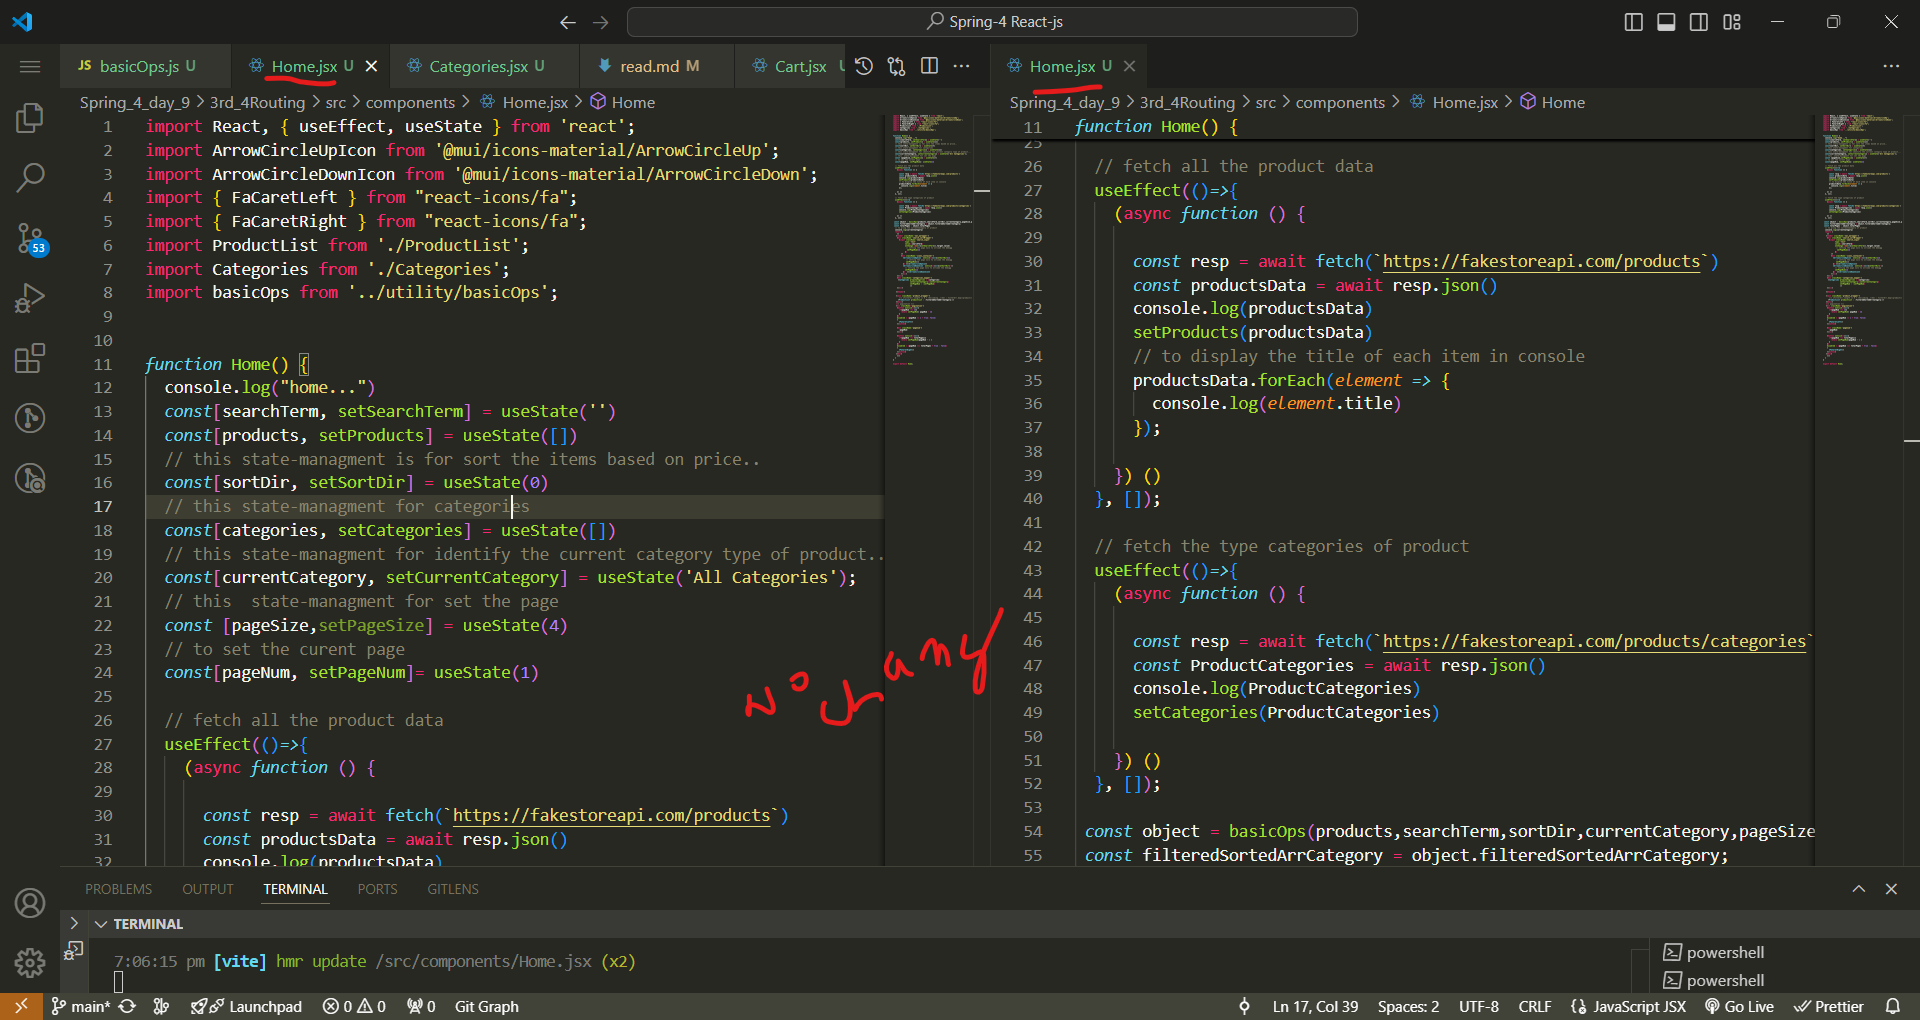 Spring-4 React-js
JS basicOps.js U
Home.jsx U
Categories.jsx U
read.md M
Cart.jsx
Home.jsx U
Spring_4_day_9 > 3rd_4Routing > src > components > Home.jsx > Home
1 import React, { useEffect, useState } from 'react';
2 import ArrowCircleUpIcon from '@mui/icons-material/ArrowCircleUp';
3 import ArrowCircleDownIcon from '@mui/icons-material/ArrowCircleDown';
4 import { FaCaretLeft } from "react-icons/fa";
5 import { FaCaretRight } from "react-icons/fa";
6 import ProductList from './ProductList';
7 import Categories from './Categories';
8 import basicOps from '../utility/basicOps';
9
10
11 function Home() {
12 console.log("home...")
13 const[searchTerm, setSearchTerm] = useState('')
14 const[products, setProducts] = useState([])
15 // this state-managment is for sort the items based on price..
16 const[sortDir, setSortDir] = useState(0)
17 // this state-managment for categories
18 const[categories, setCategories] = useState([])
19 // this state-managment for identify the current category type of product..
20 const[currentCategory, setCurrentCategory] = useState('All Categories');
21 // this  state-managment for set the page
22 const [pageSize,setPageSize] = useState(4)
23 // to set the curent page
24 const[pageNum, setPageNum]= useState(1)
25
26 // fetch all the product data
27 useEffect(()=>{
28 (async function () {
29
30 const resp = await fetch(`https://fakestoreapi.com/products`)
31 const productsData = await resp.json()
32 console.log(productsData)
Spring_4_day_9 > 3rd_4Routing > src > components > Home.jsx > Home
11 function Home() {
25
26 // fetch all the product data
27 useEffect(()=>{
28 (async function () {
29
30 const resp = await fetch(`https://fakestoreapi.com/products`)
31 const productsData = await resp.json()
32 console.log(productsData)
33 setProducts(productsData)
34 // to display the title of each item in console
35 productsData.forEach(element => {
36 console.log(element.title)
37 });
38
39 }) ()
40 }, []);
41
42 // fetch the type categories of product
43 useEffect(()=>{
44 (async function () {
45
46 const resp = await fetch(`https://fakestoreapi.com/products/categories`
47 const ProductCategories = await resp.json()
48 console.log(ProductCategories)
49 setCategories(ProductCategories)
50
51 }) ()
52 }, []);
53
54 const object = basicOps(products,searchTerm,sortDir,currentCategory,pageSize
55 const filteredSortedArrCategory = object.filteredSortedArrCategory;
No
53
PROBLEMS OUTPUT TERMINAL PORTS GITLENS
TERMINAL
7:06:15 pm [vite] hmr update /src/components/Home.jsx (x2)
powershell
powershell
main* Launchpad 0 0 0 Git Graph
Ln 17, Col 39 Spaces: 2 UTF-8 CRLF {} JavaScript JSX Go Live Prettier